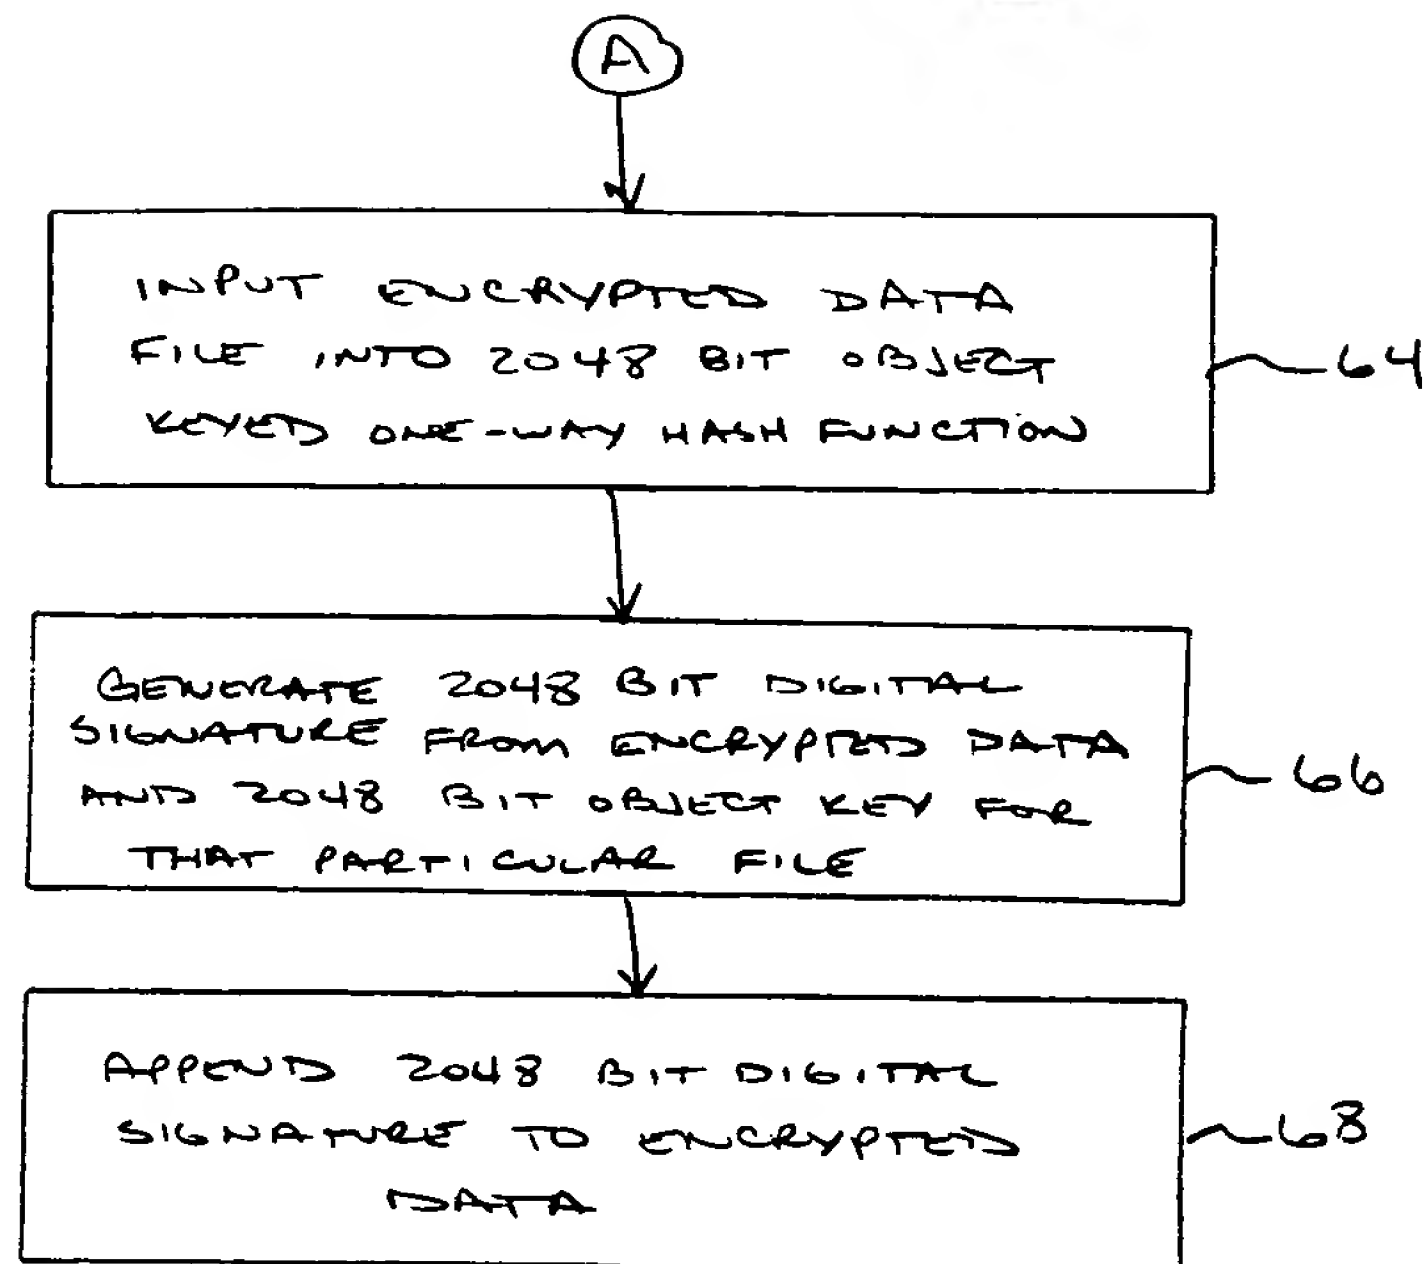 A
INPUT ENCRYPTED DATA
FILE INTO 2048 BIT OBJECT
KEYED ONE-WAY HASH FUNCTION
64
GENERATE 2048 BIT DIGITAL
SIGNATURE FROM ENCRYPTED DATA
AND 2048 BIT OBJECT KEY FOR
THAT PARTICULAR FILE
66
APPEND 2048 BIT DIGITAL
SIGNATURE TO ENCRYPTED
DATA
68